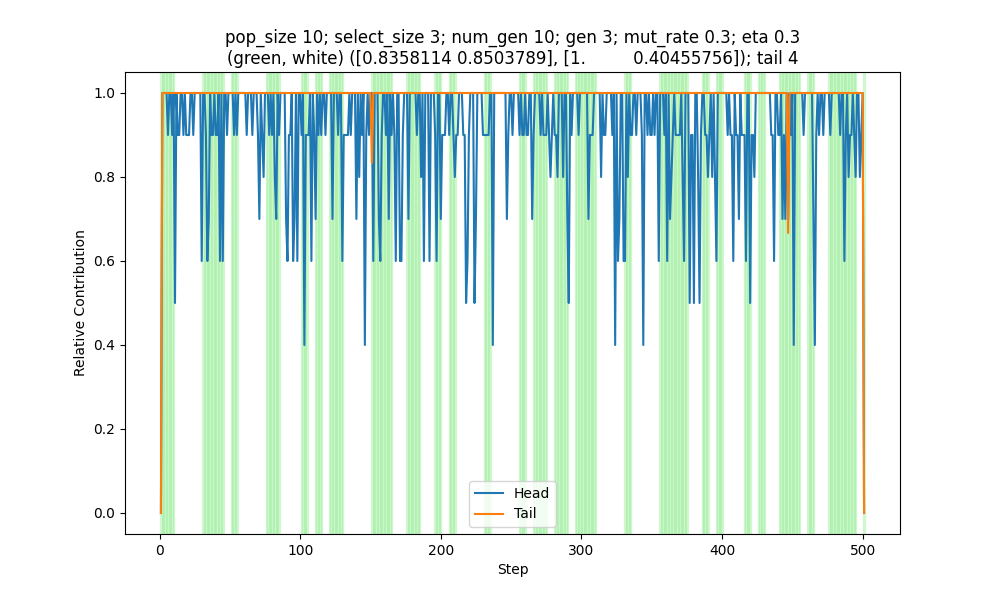 pop_size 10; select_size 3; num_gen 10; gen 3; mut_rate 0.3; eta 0.3
(green, white) ([0.8358114 0.8503789], [1.         0.40455756]); tail 4
1.0
0.8
0.6
0.4
0.2
0.0
Relative Contribution
Head
Tail
0 100 200 300 400 500
Step